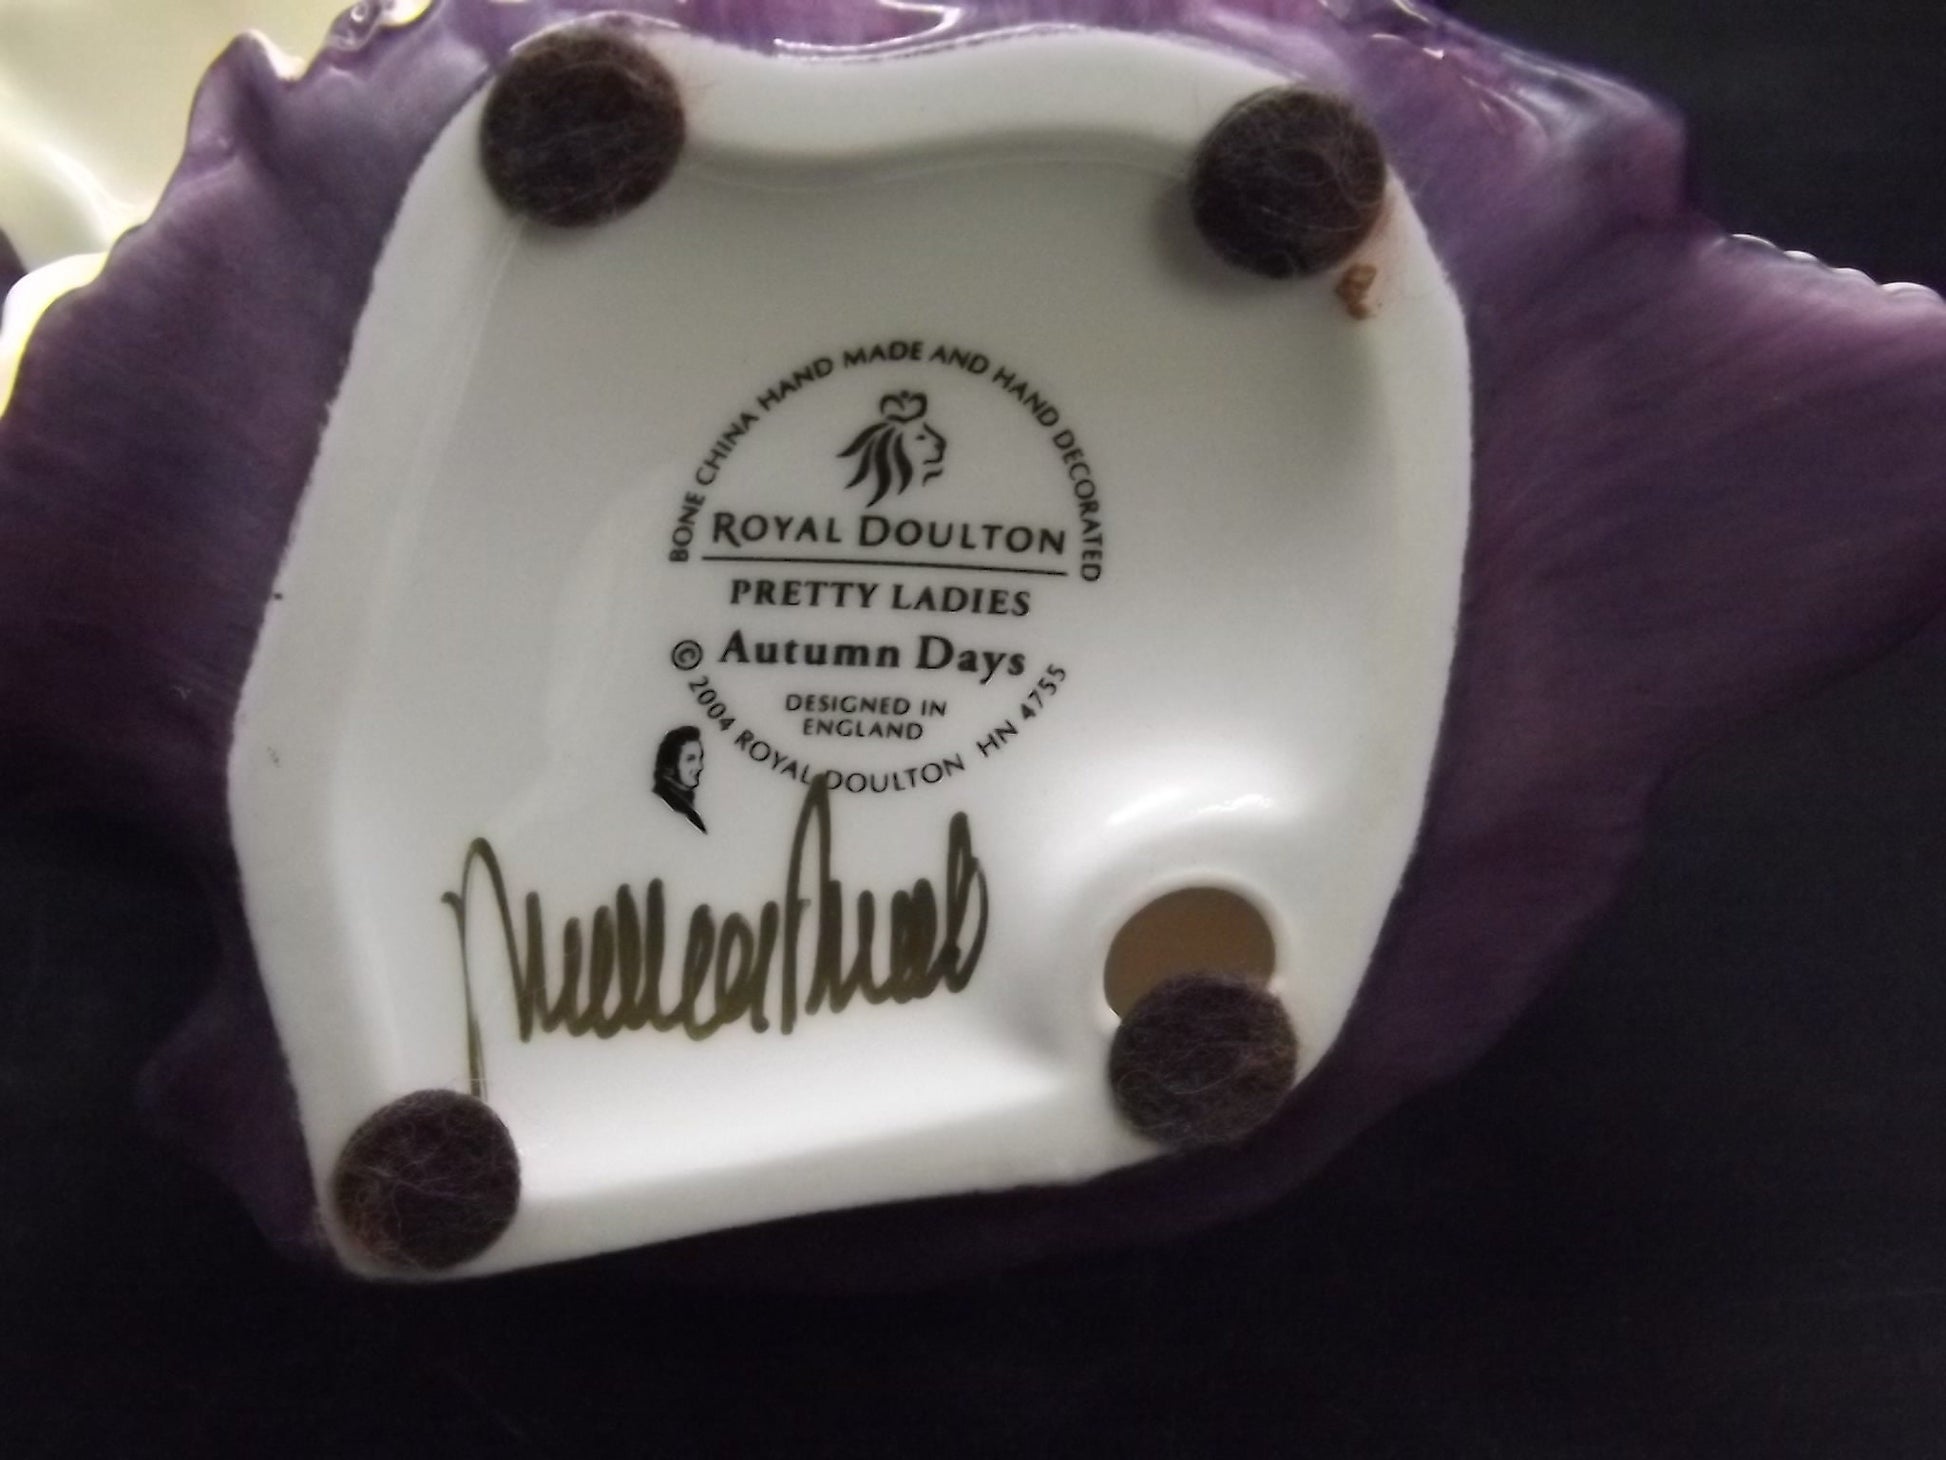 BONE CHINA HAND MADE AND HAND DECORATED
ROYAL DOULTON
PRETTY LADIES
Autumn Days
DESIGNED IN
ENGLAND
© 2004 ROYAL DOULTON HN 4755